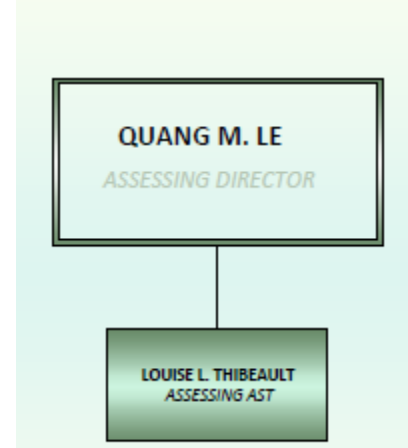 QUANG M. LE
ASSESSING DIRECTOR
LOUISE L. THIBEAULT
ASSESSING AST